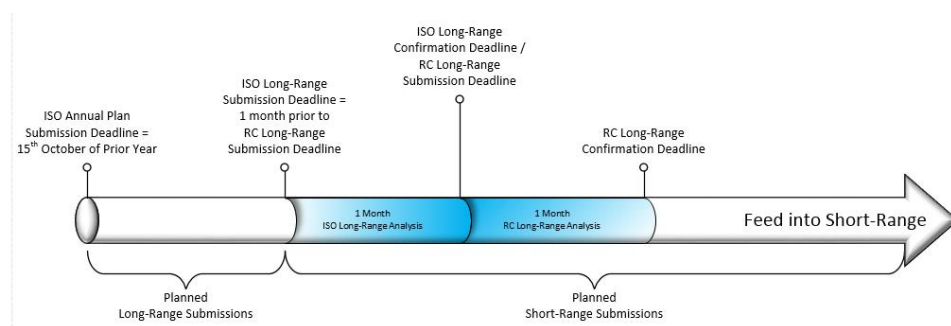 ISO Long-Range
Confirmation Deadline /
RC Long-Range
Submission Deadline
ISO Long-Range
Submission Deadline =
1 month prior to
RC Long-Range
Submission Deadline
ISO Annual Plan
Submission Deadline =
15th October of Prior Year
RC Long-Range
Confirmation Deadline
1 Month
ISO Long-Range Analysis
1 Month
RC Long-Range Analysis
Feed into Short-Range
Planned
Long-Range Submissions
Planned
Short-Range Submissions